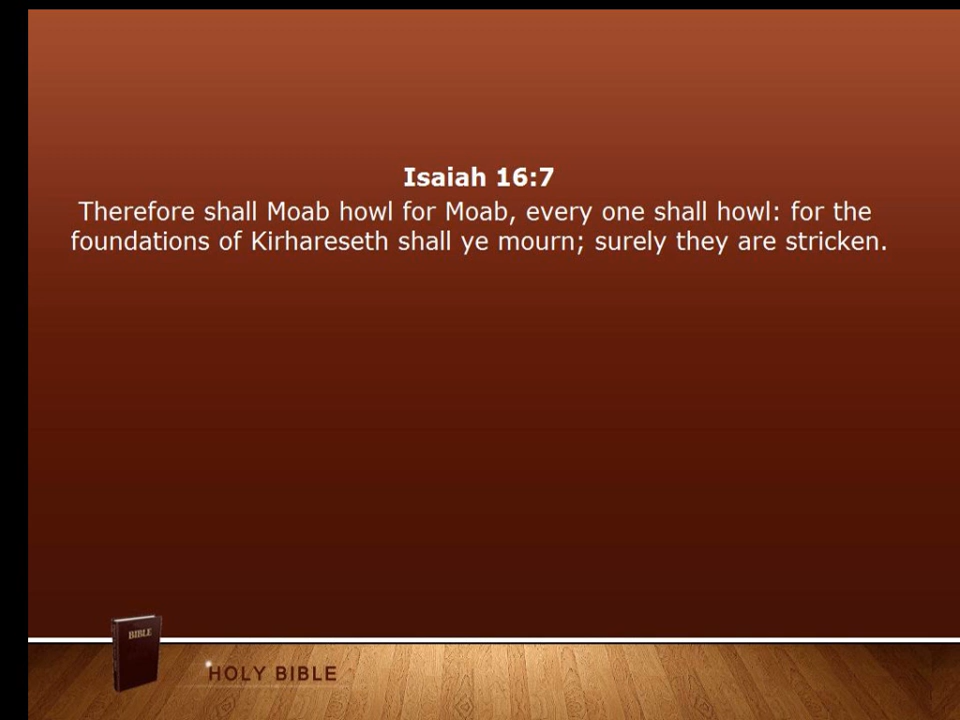 Isaiah 16:7
Therefore shall Moab howl for Moab, every one shall howl: for the
foundations of Kirhareseth shall ye mourn; surely they are stricken.
BIBLE
HOLY BIBLE